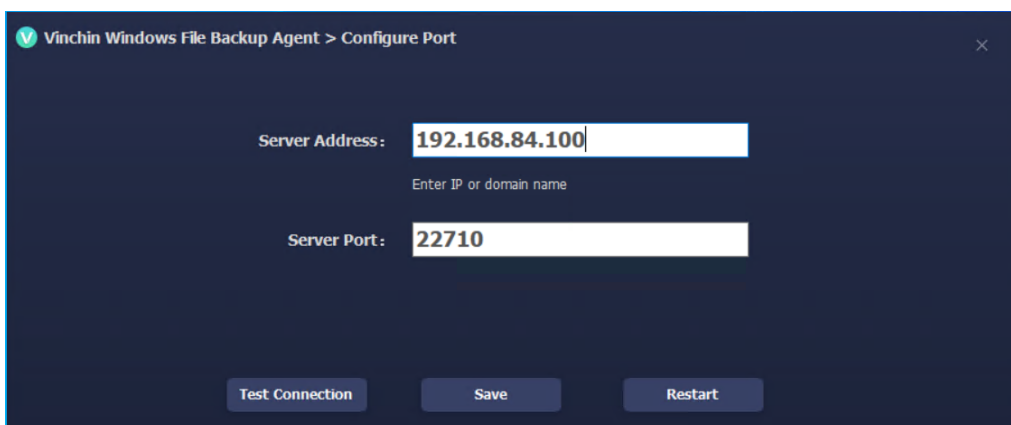 V Vinchin Windows File Backup Agent > Configure Port
Server Address: 192.168.84.100
Enter IP or domain name
Server Port: 22710
Test Connection Save Restart